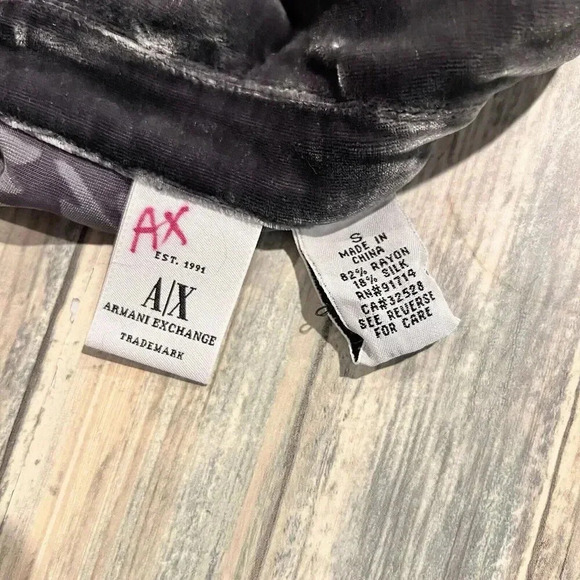 AX
EST. 1991
A|X
ARMANI EXCHANGE
TRADEMARK
S
MADE IN
CHINA
82% RAYON
18% SILK
RN#91714
CA#32528
SEE REVERSE
FOR CARE